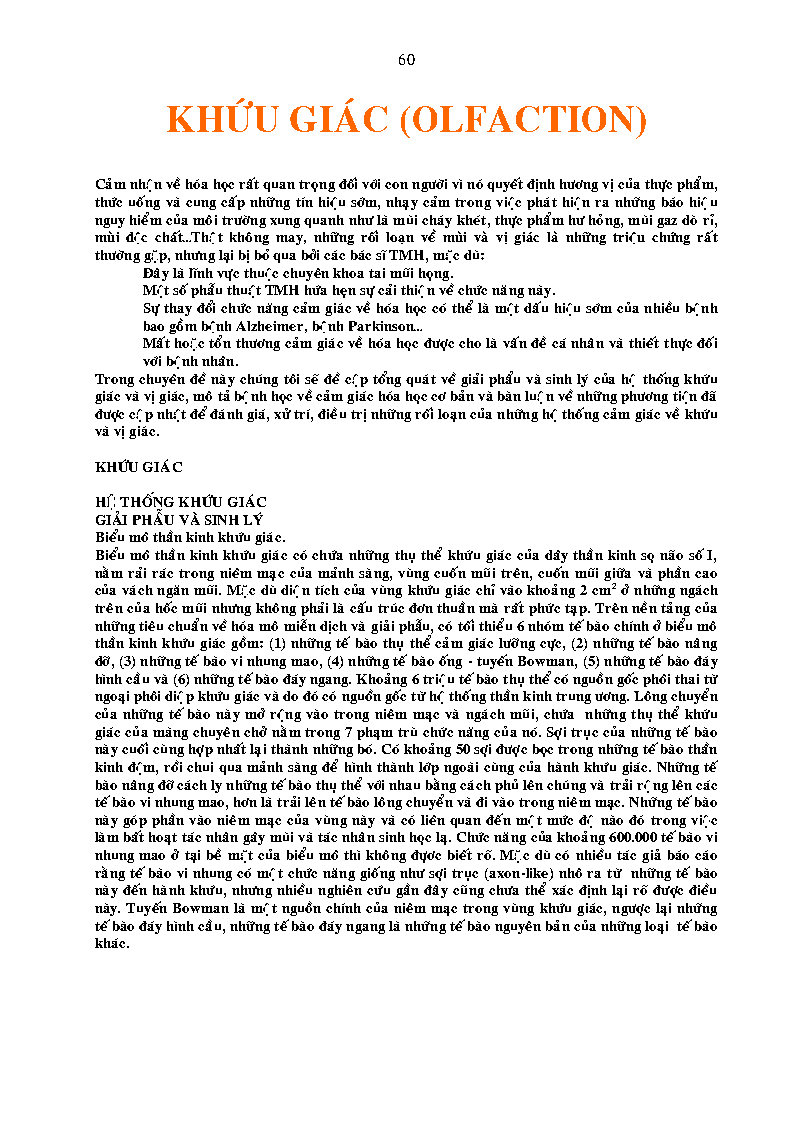 60
KHỨU GIÁC (OLFACTION)
Cảm nhận về hóa học rất quan trọng đối với con người vì nó quyết định hương vị của thực phẩm,
thức uống và cung cấp những tín hiệu sớm, nhạy cảm trong việc phát hiện ra những báo hiệu
nguy hiểm của môi trường xung quanh như là mùi cháy khét, thực phẩm hư hỏng, mùi gaz dò rỉ,
mùi độc chất...Thật không may, những rối loạn về mùi và vị giác là những triệu chứng rất
thường gặp, nhưng lại bị bỏ qua bởi các bác sĩ TMH, mặc dù:
Đây là lĩnh vực thuộc chuyên khoa tai mũi họng.
Một số phẫu thuật TMH hứa hẹn sự cải thiện về chức năng này.
Sự thay đổi chức năng cảm giác về hóa học có thể là một dấu hiệu sớm của nhiều bệnh
bao gồm bệnh Alzheimer, bệnh Parkinson...
Mất hoặc tổn thương cảm giác về hóa học được cho là vấn đề cá nhân và thiết thực đối
với bệnh nhân.
Trong chuyên đề này chúng tôi sẽ đề cập tổng quát về giải phẫu và sinh lý của hệ thống khứu
giác và vị giác, mô tả bệnh học về cảm giác hóa học cơ bản và bàn luận về những phương tiện đã
được cập nhật để đánh giá, xử trí, điều trị những rối loạn của những hệ thống cảm giác về khứu
và vị giác.
KHỨU GIÁC
HỆ THỐNG KHỨU GIÁC
GIẢI PHẪU VÀ SINH LÝ
Biểu mô thần kinh khứu giác.
Biểu mô thần kinh khứu giác có chứa những thụ thể khứu giác của dây thần kinh sọ não số I,
nằm rải rác trong niêm mạc của mảnh sàng, vùng cuốn mũi trên, cuốn mũi giữa và phần cao
của vách ngăn mũi. Mặc dù diện tích của vùng khứu giác chỉ vào khoảng 2 cm² ở những ngách
trên của hốc mũi nhưng không phải là cấu trúc đơn thuần mà rất phức tạp. Trên nền tảng của
những tiêu chuẩn về hóa mô miễn dịch và giải phẫu, có tối thiểu 6 nhóm tế bào chính ở biểu mô
thần kinh khứu giác gồm: (1) những tế bào thụ thể cảm giác lưỡng cực, (2) những tế bào nâng
đỡ, (3) những tế bào vi nhung mao, (4) những tế bào ống - tuyến Bowman, (5) những tế bào đáy
hình cầu và (6) những tế bào đáy ngang. Khoảng 6 triệu tế bào thụ thể có nguồn gốc phôi thai từ
ngoại phôi diệp khứu giác và do đó có nguồn gốc từ hệ thống thần kinh trung ương. Lông chuyển
của những tế bào này mở rộng vào trong niêm mạc và ngách mũi, chứa  những thụ thể khứu
giác của màng chuyên chở nằm trong 7 phạm trù chức năng của nó. Sợi trục của những tế bào
này cuối cùng hợp nhất lại thành những bó. Có khoảng 50 sợi được bọc trong những tế bào thần
kinh đệm, rồi chui qua mảnh sàng để hình thành lớp ngoài cùng của hành khứu giác. Những tế
bào nâng đỡ cách ly những tế bào thụ thể với nhau bằng cách phủ lên chúng và trải rộng lên các
tế bào vi nhung mao, hơn là trải lên tế bào lông chuyển và đi vào trong niêm mạc. Những tế bào
này góp phần vào niêm mạc của vùng này và có liên quan đến một mức độ nào đó trong việc
làm bất hoạt tác nhân gây mùi và tác nhân sinh học lạ. Chức năng của khoảng 600.000 tế bào vi
nhung mao ở tại bề mặt của biểu mô thì không đươc biết rõ. Mặc dù có nhiều tác giả báo cáo
rằng tế bào vi nhung có một chức năng giống như sợi trục (axon-like) nhô ra từ  những tế bào
này đến hành khứu, nhưng nhiều nghiên cứu gần đây cũng chưa thể xác định lại rõ được điều
này. Tuyến Bowman là một nguồn chính của niêm mạc trong vùng khứu giác, ngược lại những
tế bào đáy hình cầu, những tế bào đáy ngang là những tế bào nguyên bản của những loại  tế bào
khác.